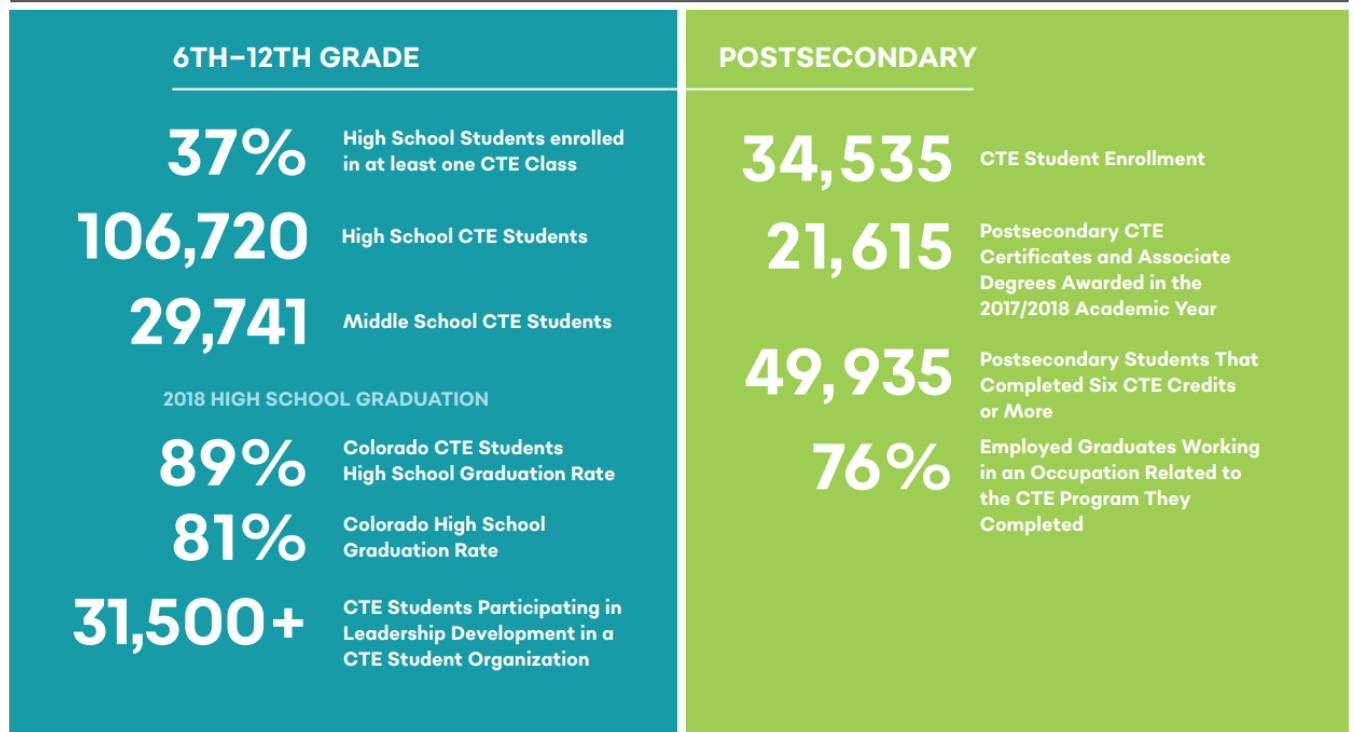 6TH–12TH GRADE
37%
High School Students enrolled
in at least one CTE Class
106,720
High School CTE Students
29,741
Middle School CTE Students
2018 HIGH SCHOOL GRADUATION
89%
Colorado CTE Students
High School Graduation Rate
81%
Colorado High School
Graduation Rate
31,500+
CTE Students Participating in
Leadership Development in a
CTE Student Organization
POSTSECONDARY
34,535
CTE Student Enrollment
21,615
Postsecondary CTE
Certificates and Associate
Degrees Awarded in the
2017/2018 Academic Year
49,935
Postsecondary Students That
Completed Six CTE Credits
or More
76%
Employed Graduates Working
in an Occupation Related to
the CTE Program They
Completed